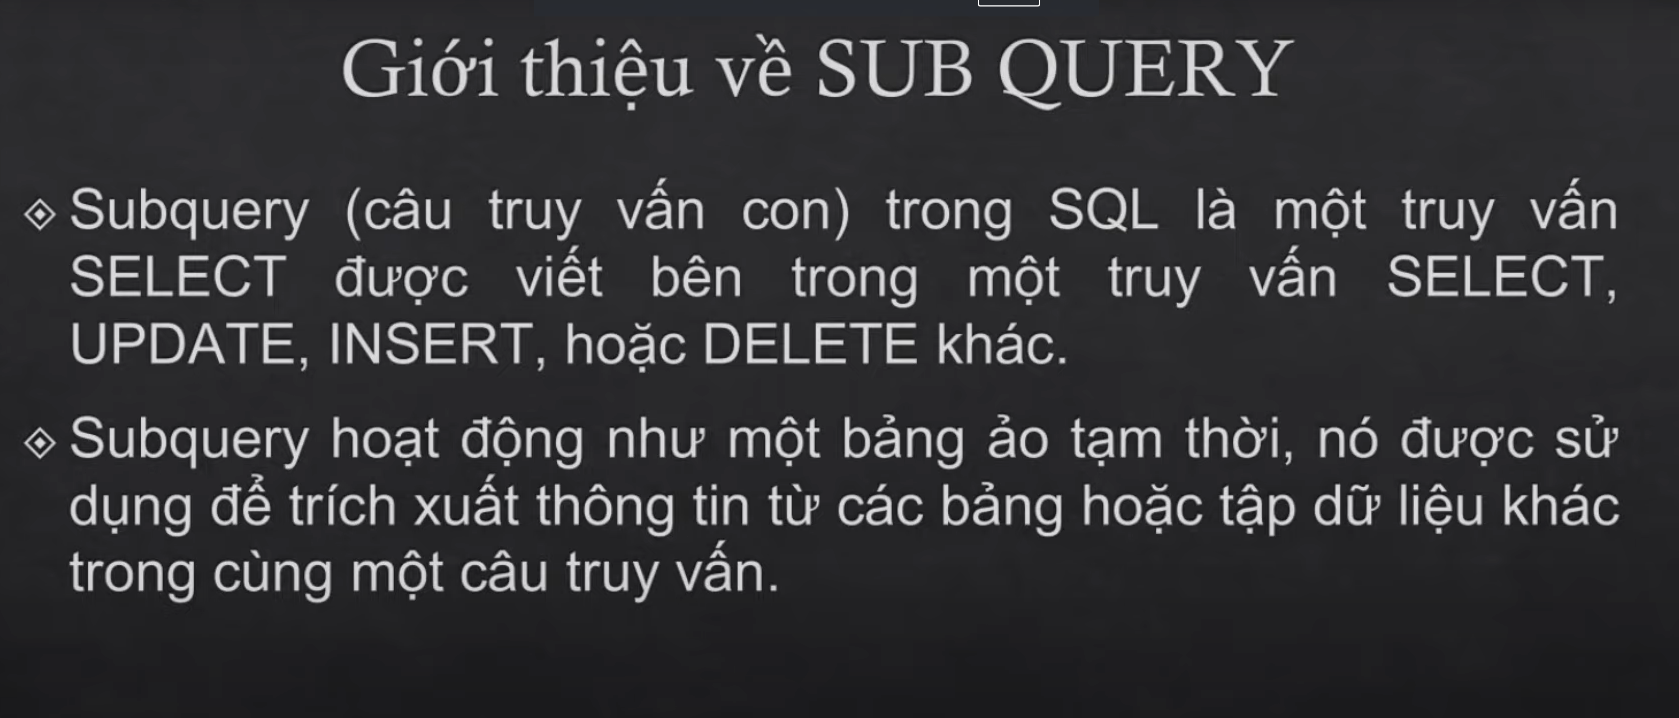 Giới thiệu về SUB QUERY
Subquery (câu truy vấn con) trong SQL là một truy vấn
SELECT được viết bên trong một truy vấn SELECT,
UPDATE, INSERT, hoặc DELETE khác.
Subquery hoạt động như một bảng ảo tạm thời, nó được sử
dụng để trích xuất thông tin từ các bảng hoặc tập dữ liệu khác
trong cùng một câu truy vấn.